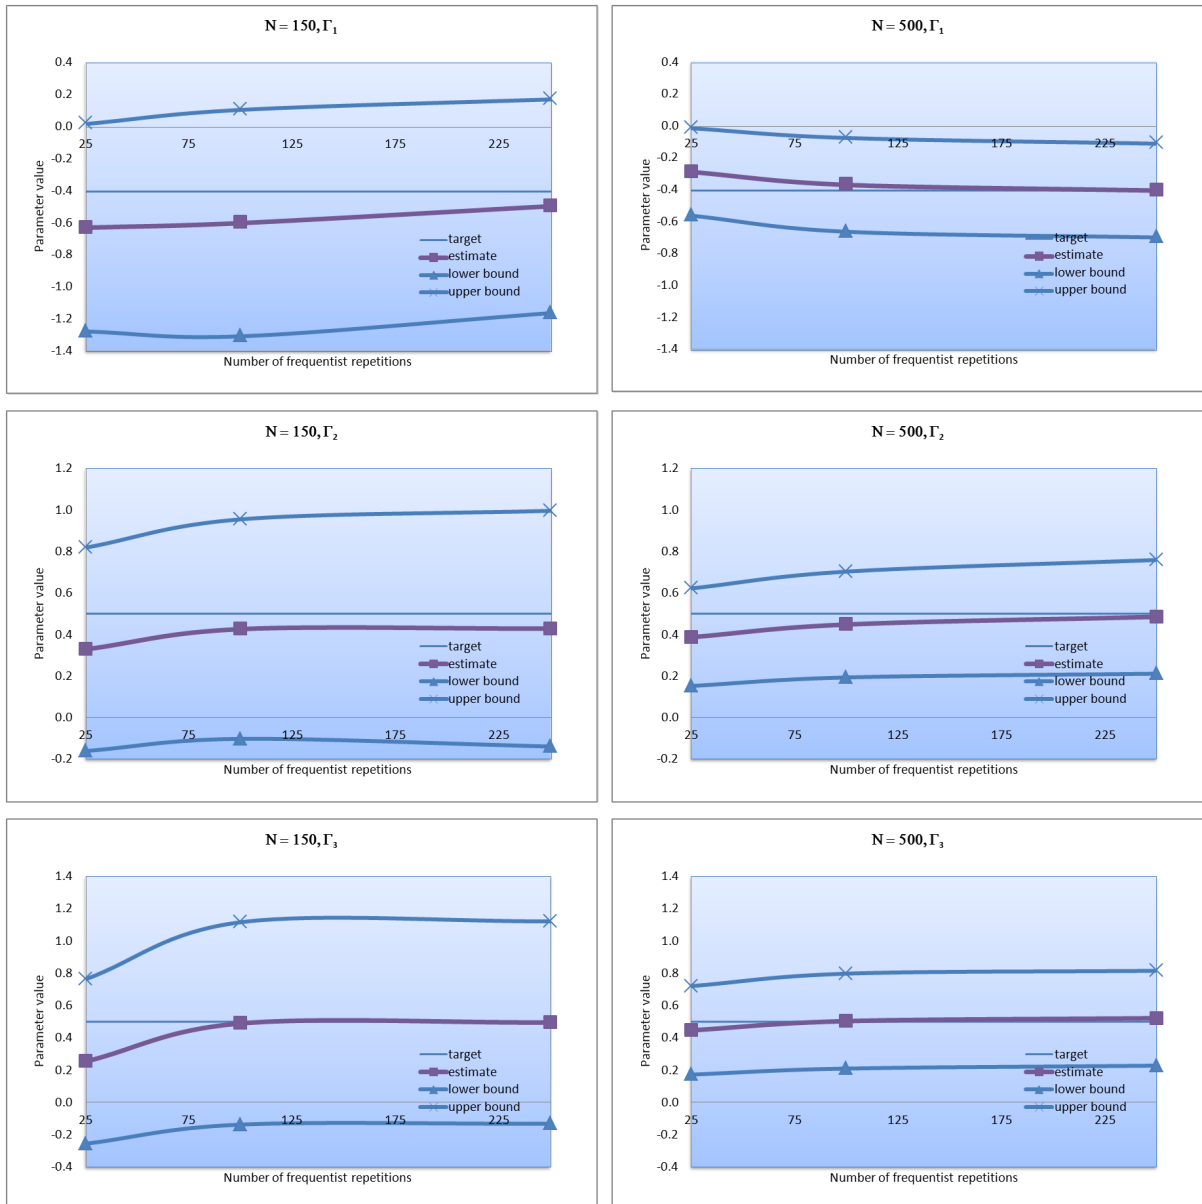 N = 150, Γ₁
Parameter value
0.4
0.2
0.0
-0.2
-0.4
-0.6
-0.8
-1.0
-1.2
-1.4
25 75 125 175 225
target
estimate
lower bound
upper bound
Number of frequentist repetitions
N = 500, Γ₁
Parameter value
0.4
0.2
0.0
-0.2
-0.4
-0.6
-0.8
-1.0
-1.2
-1.4
25 75 125 175 225
target
estimate
lower bound
upper bound
Number of frequentist repetitions
N = 150, Γ₂
Parameter value
1.2
1.0
0.8
0.6
0.4
0.2
0.0
-0.2
25 75 125 175 225
target
estimate
lower bound
upper bound
Number of frequentist repetitions
N = 500, Γ₂
Parameter value
1.2
1.0
0.8
0.6
0.4
0.2
0.0
-0.2
25 75 125 175 225
target
estimate
lower bound
upper bound
Number of frequentist repetitions
N = 150, Γ₃
Parameter value
1.4
1.2
1.0
0.8
0.6
0.4
0.2
0.0
-0.2
-0.4
25 75 125 175 225
target
estimate
lower bound
upper bound
Number of frequentist repetitions
N = 500, Γ₃
Parameter value
1.4
1.2
1.0
0.8
0.6
0.4
0.2
0.0
-0.2
-0.4
25 75 125 175 225
target
estimate
lower bound
upper bound
Number of frequentist repetitions